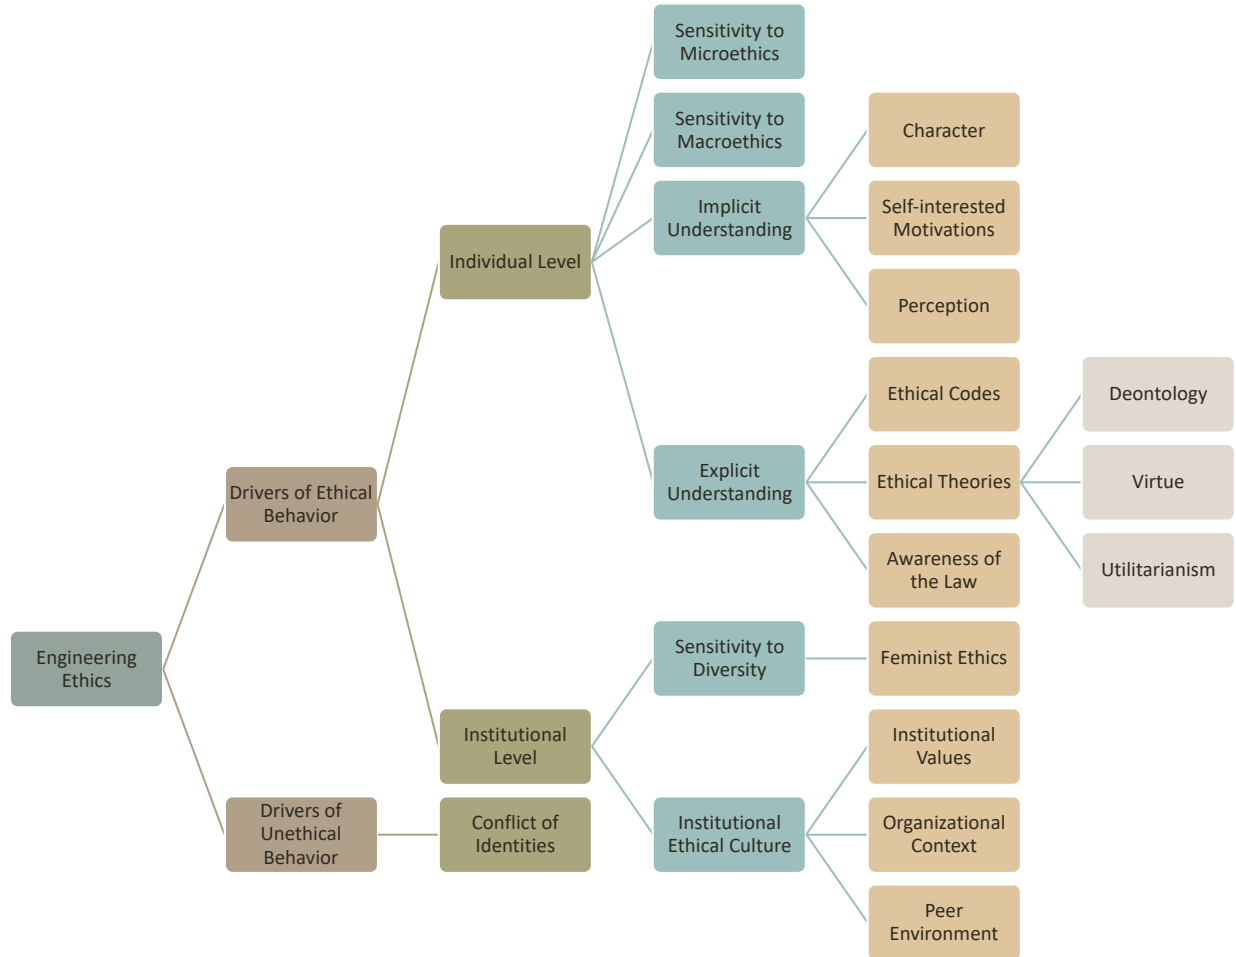 Engineering
Ethics
Drivers of Ethical
Behavior
Drivers of
Unethical
Behavior
Individual Level
Institutional
Level
Conflict of
Identities
Sensitivity to
Microethics
Sensitivity to
Macroethics
Implicit
Understanding
Explicit
Understanding
Sensitivity to
Diversity
Institutional
Ethical Culture
Character
Self-interested
Motivations
Perception
Ethical Codes
Ethical Theories
Awareness of
the Law
Feminist Ethics
Institutional
Values
Organizational
Context
Peer
Environment
Deontology
Virtue
Utilitarianism